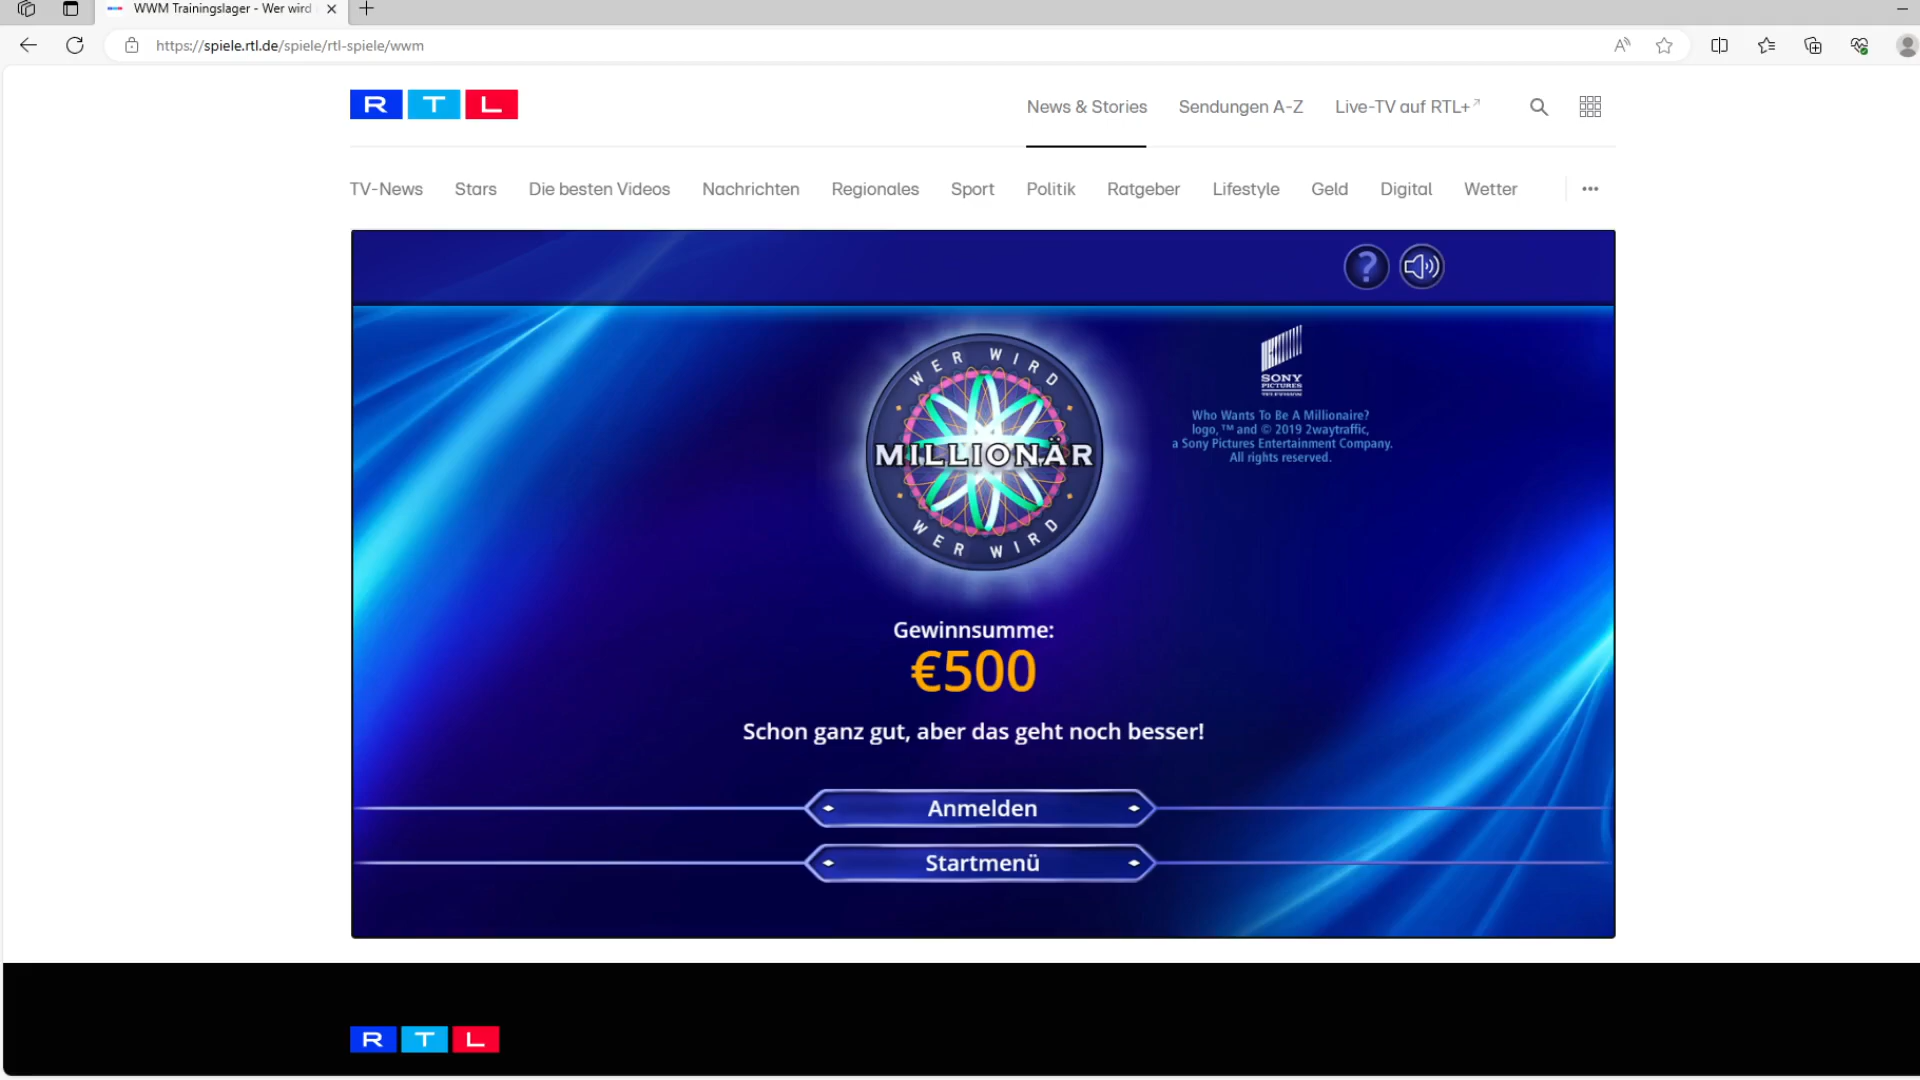 WWM Trainingslager - Wer wird
https://spiele.rtl.de/spiele/rtl-spiele/wwm
RTL
News & Stories
Sendungen A-Z
Live-TV auf RTL+
TV-News
Stars
Die besten Videos
Nachrichten
Regionales
Sport
Politik
Ratgeber
Lifestyle
Geld
Digital
Wetter
?
WER WIRD
MILLIONÄR
WER WIRD
SONY
PICTURES
TELEVISION
Who Wants To Be A Millionaire?
logo, ™ and © 2019 2waytraffic,
a Sony Pictures Entertainment Company.
All rights reserved.
Gewinnsumme:
€500
Schon ganz gut, aber das geht noch besser!
Anmelden
Startmenü
RTL